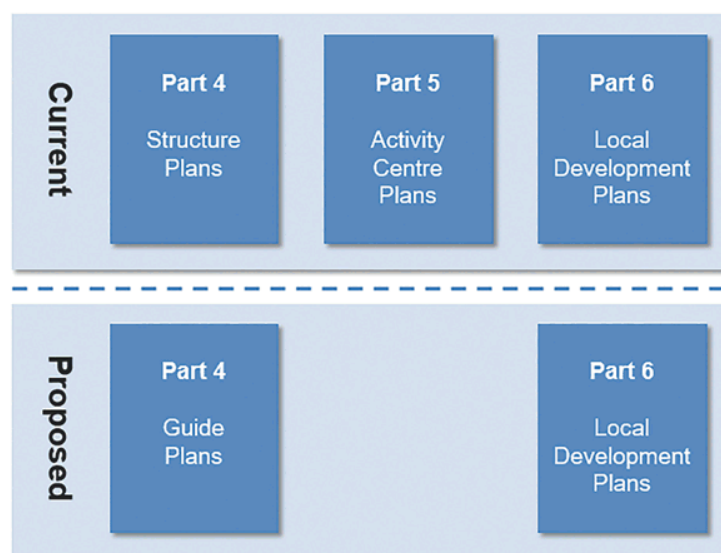 Current
Part 4
Structure
Plans
Part 5
Activity
Centre
Plans
Part 6
Local
Development
Plans
Proposed
Part 4
Guide
Plans
Part 6
Local
Development
Plans